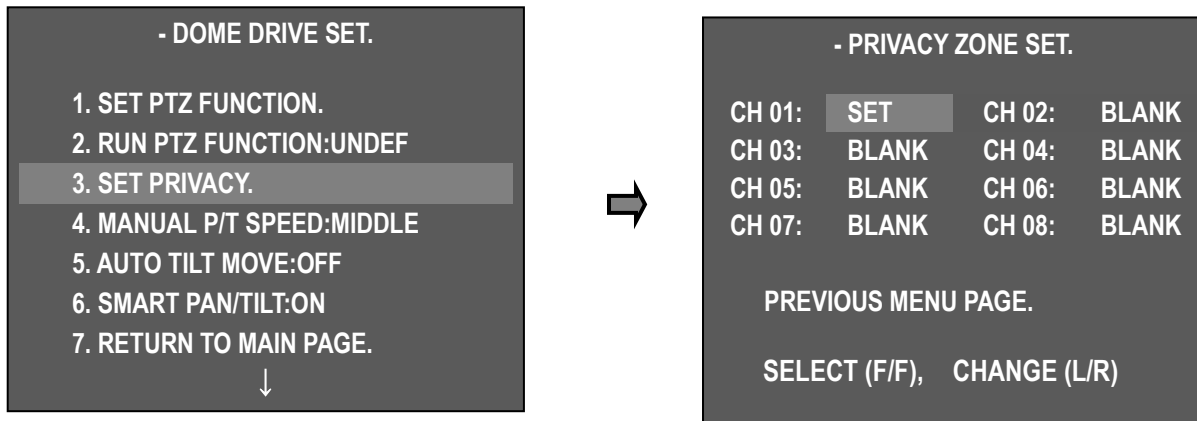 - DOME DRIVE SET.
1. SET PTZ FUNCTION.
2. RUN PTZ FUNCTION:UNDEF
3. SET PRIVACY.
4. MANUAL P/T SPEED:MIDDLE
5. AUTO TILT MOVE:OFF
6. SMART PAN/TILT:ON
7. RETURN TO MAIN PAGE.
↓
- PRIVACY ZONE SET.
CH 01: SET CH 02: BLANK
CH 03: BLANK CH 04: BLANK
CH 05: BLANK CH 06: BLANK
CH 07: BLANK CH 08: BLANK
PREVIOUS MENU PAGE.
SELECT (F/F), CHANGE (L/R)